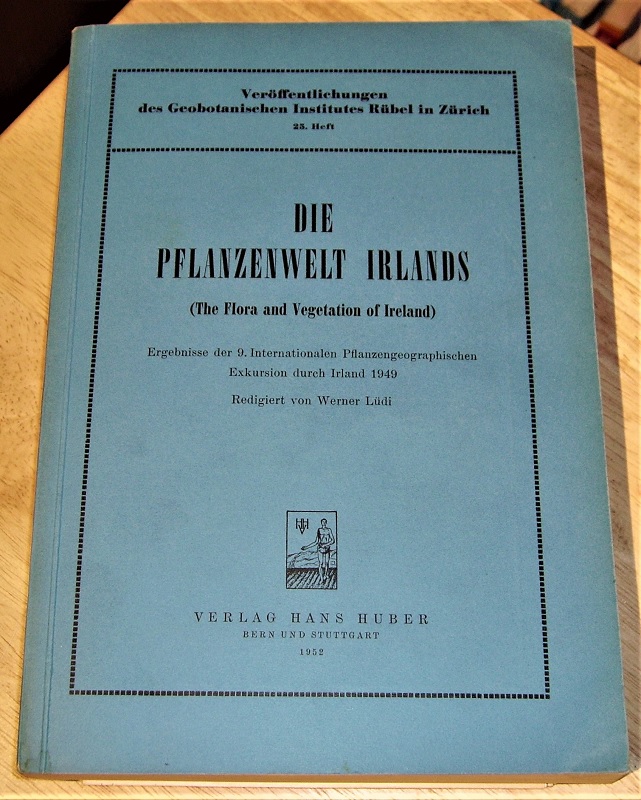 Veröffentlichungen
des Geobotanischen Institutes Rübel in Zürich
25. Heft
DIE
PFLANZENWELT IRLANDS
(The Flora and Vegetation of Ireland)
Ergebnisse der 9. Internationalen Pflanzengeographischen
Exkursion durch Irland 1949
Redigiert von Werner Lüdi
VERLAG HANS HUBER
BERN UND STUTTGART
1952